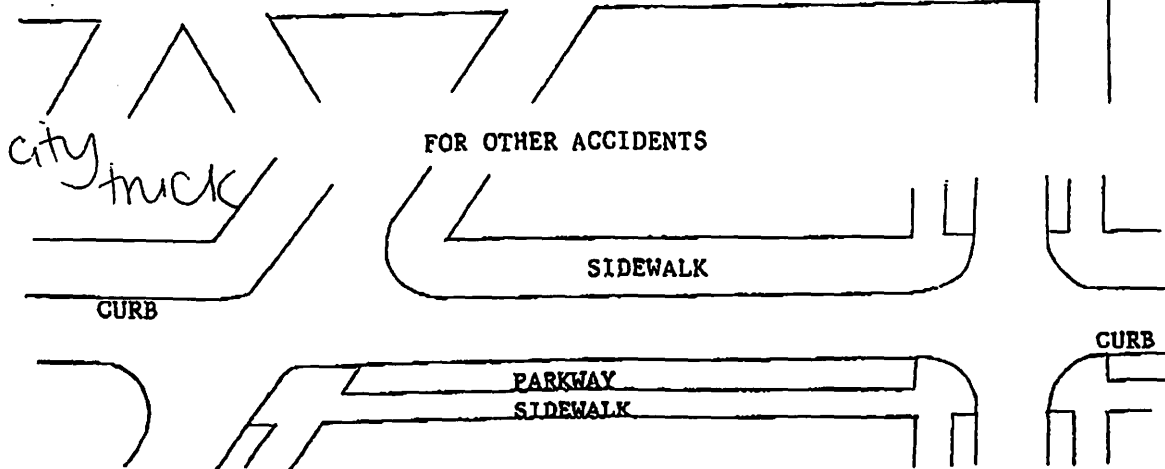 FOR OTHER ACCIDENTS
city
truck
SIDEWALK
CURB
CURB
PARKWAY
SIDEWALK